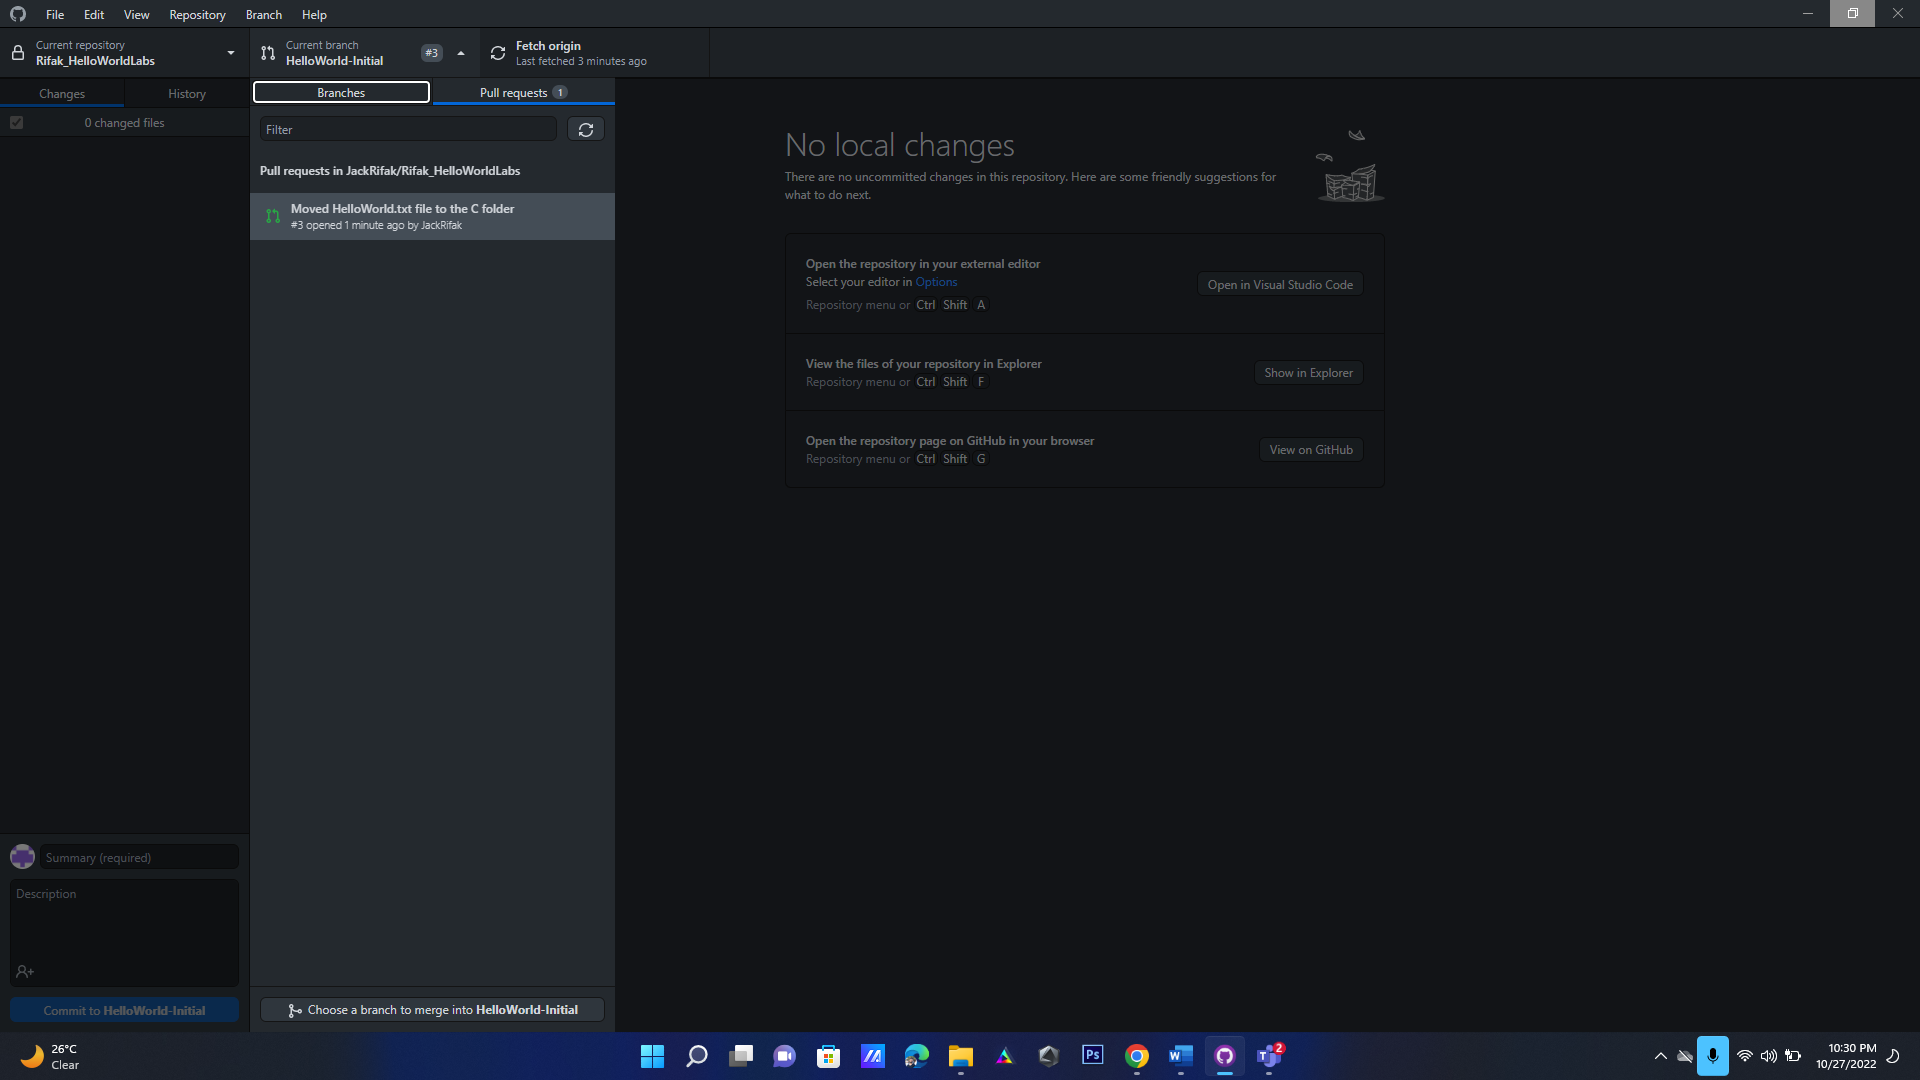 File Edit View Repository Branch Help
Current repository
Rifak_HelloWorldLabs
Current branch
HelloWorld-Initial
#3
Fetch origin
Last fetched 3 minutes ago
Changes History
0 changed files
Branches
Pull requests 1
Filter
Pull requests in JackRifak/Rifak_HelloWorldLabs
Moved HelloWorld.txt file to the C folder
#3 opened 1 minute ago by JackRifak
No local changes
There are no uncommitted changes in this repository. Here are some friendly suggestions for
what to do next.
Open the repository in your external editor
Select your editor in Options
Repository menu or Ctrl Shift A
Open in Visual Studio Code
View the files of your repository in Explorer
Repository menu or Ctrl Shift F
Show in Explorer
Open the repository page on GitHub in your browser
Repository menu or Ctrl Shift G
View on GitHub
Summary (required)
Description
Commit to HelloWorld-Initial
Choose a branch to merge into HelloWorld-Initial
26°C
Clear
Ps
W
T
2
10:30 PM
10/27/2022